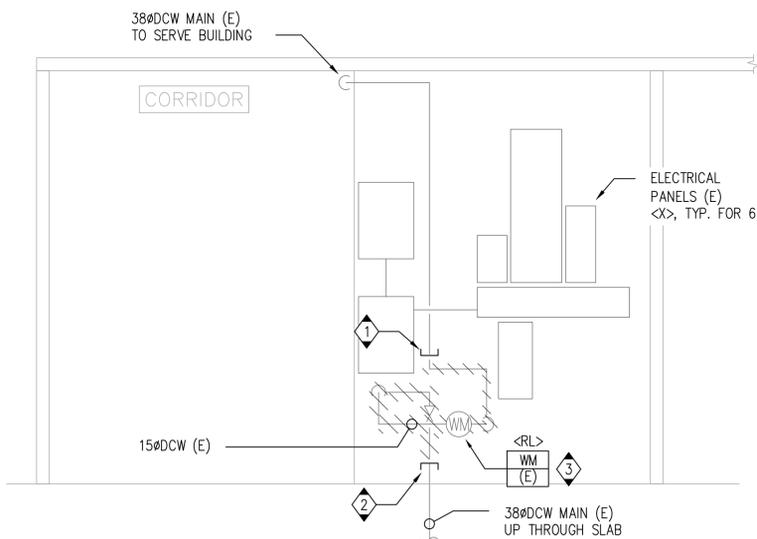 38øDCW MAIN (E)
TO SERVE BUILDING
CORRIDOR
ELECTRICAL
PANELS (E)
<X>, TYP. FOR 6
1
15øDCW (E)
WM
<RL>
WM
(E)
3
2
38øDCW MAIN (E)
UP THROUGH SLAB